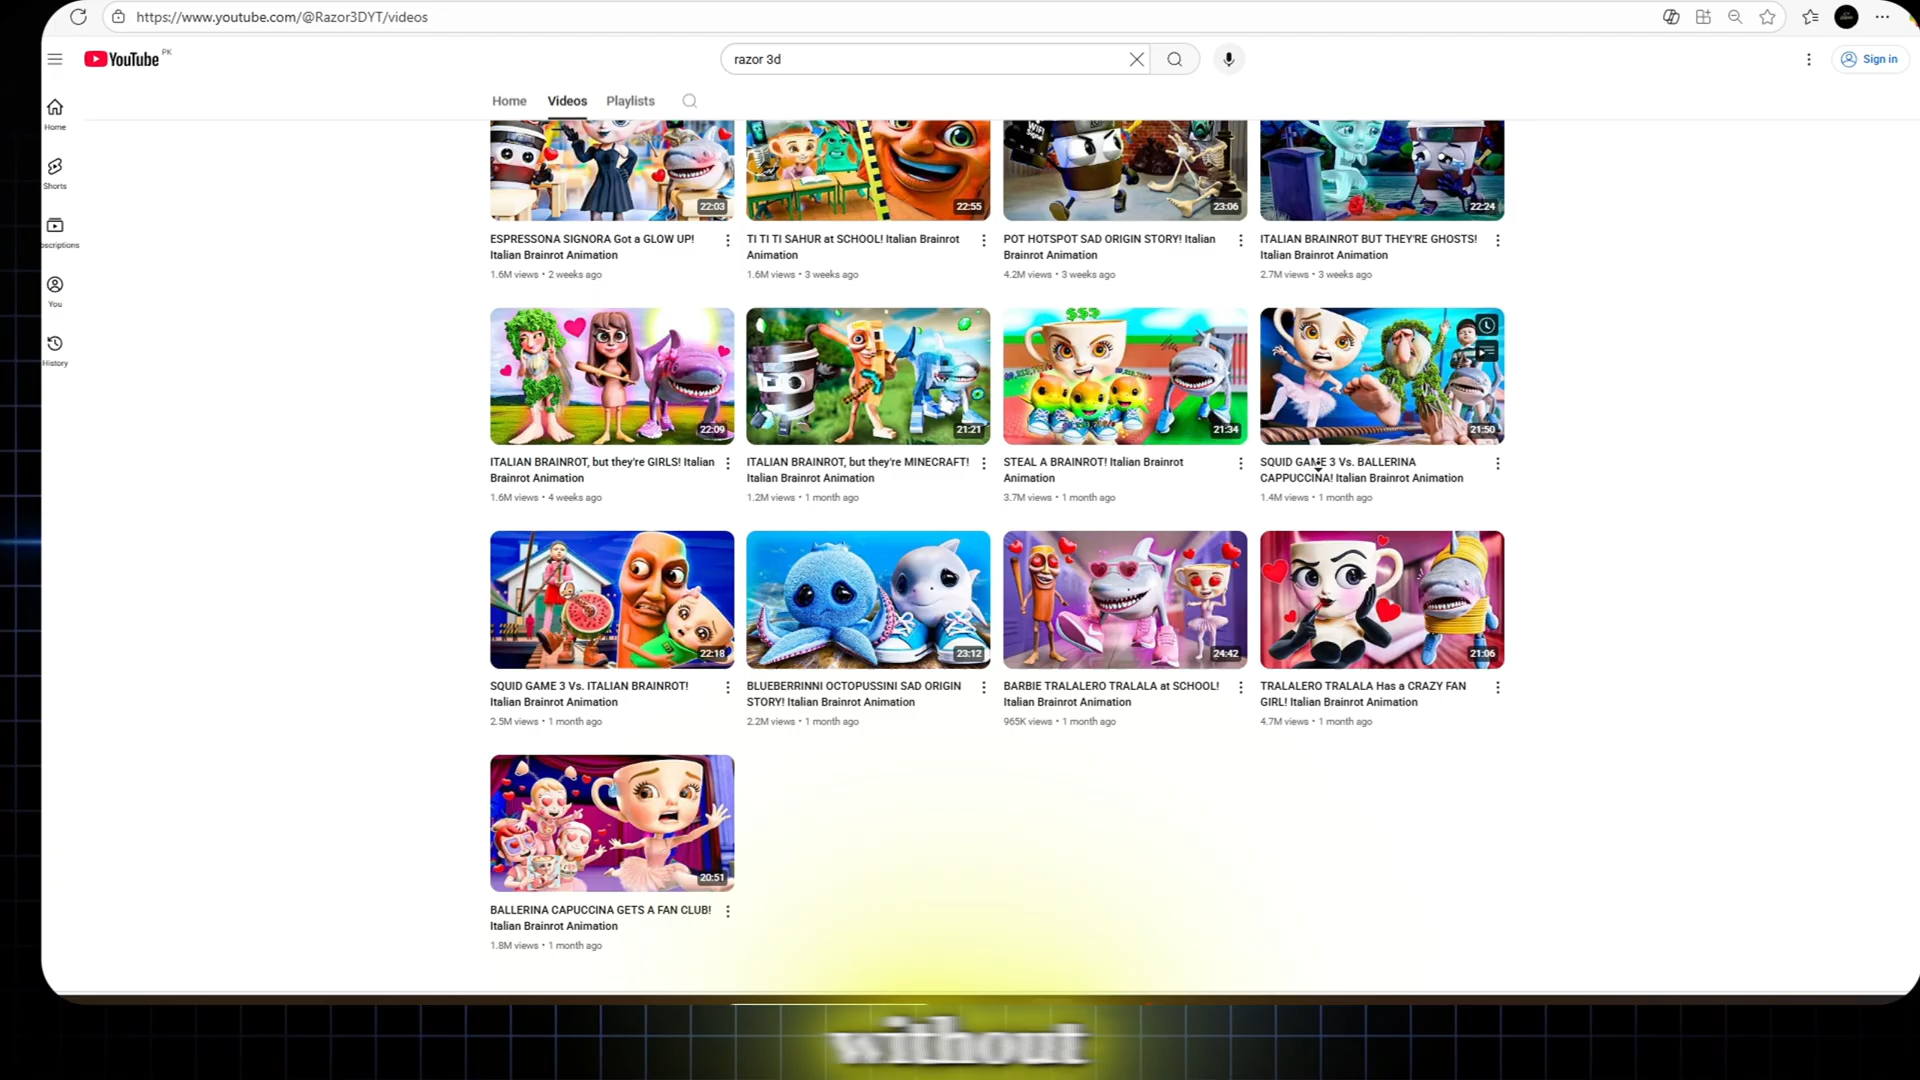 https://www.youtube.com/@Razor3DYT/videos
YouTube PK
razor 3d
Sign in
Home Videos Playlists
Home
Shorts
scriptions
You
History
22:03
22:55
WIFI
23:06
22:24
ESPRESSONA SIGNORA Got a GLOW UP!
Italian Brainrot Animation
1.6M views • 2 weeks ago
TI TI TI SAHUR at SCHOOL! Italian Brainrot
Animation
1.6M views • 3 weeks ago
POT HOTSPOT SAD ORIGIN STORY! Italian
Brainrot Animation
4.2M views • 3 weeks ago
ITALIAN BRAINROT BUT THEY'RE GHOSTS!
Italian Brainrot Animation
2.7M views • 3 weeks ago
22:09
21:21
$$$
21:34
21:50
ITALIAN BRAINROT, but they're GIRLS! Italian
Brainrot Animation
1.6M views • 4 weeks ago
ITALIAN BRAINROT, but they're MINECRAFT!
Italian Brainrot Animation
1.2M views • 1 month ago
STEAL A BRAINROT! Italian Brainrot
Animation
3.7M views • 1 month ago
SQUID GAME 3 Vs. BALLERINA
CAPPUCCINA! Italian Brainrot Animation
1.4M views • 1 month ago
22:18
23:12
24:42
21:06
SQUID GAME 3 Vs. ITALIAN BRAINROT!
Italian Brainrot Animation
2.5M views • 1 month ago
BLUEBERRINNI OCTOPUSSINI SAD ORIGIN
STORY! Italian Brainrot Animation
2.2M views • 1 month ago
BARBIE TRALALERO TRALALA at SCHOOL!
Italian Brainrot Animation
965K views • 1 month ago
TRALALERO TRALALA Has a CRAZY FAN
GIRL! Italian Brainrot Animation
4.7M views • 1 month ago
20:51
BALLERINA CAPUCCINA GETS A FAN CLUB!
Italian Brainrot Animation
1.8M views • 1 month ago
without